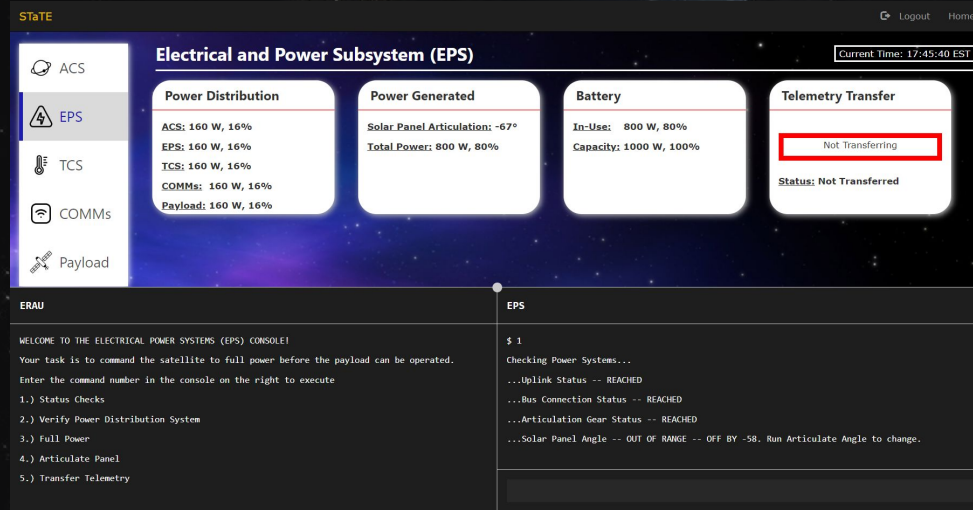 STaTE
Logout Home
ACS
EPS
TCS
COMMs
Payload
Electrical and Power Subsystem (EPS)
Current Time: 17:45:40 EST
Power Distribution
ACS: 160 W, 16%
EPS: 160 W, 16%
TCS: 160 W, 16%
COMMs: 160 W, 16%
Payload: 160 W, 16%
Power Generated
Solar Panel Articulation: -67°
Total Power: 800 W, 80%
Battery
In-Use: 800 W, 80%
Capacity: 1000 W, 100%
Telemetry Transfer
Not Transferring
Status: Not Transferred
ERAU
WELCOME TO THE ELECTRICAL POWER SYSTEMS (EPS) CONSOLE!
Your task is to command the satellite to full power before the payload can be operated.
Enter the command number in the console on the right to execute
1.) Status Checks
2.) Verify Power Distribution System
3.) Full Power
4.) Articulate Panel
5.) Transfer Telemetry
EPS
$ 1
Checking Power Systems...
...Uplink Status -- REACHED
...Bus Connection Status -- REACHED
...Articulation Gear Status -- REACHED
...Solar Panel Angle -- OUT OF RANGE -- OFF BY -58. Run Articulate Angle to change.